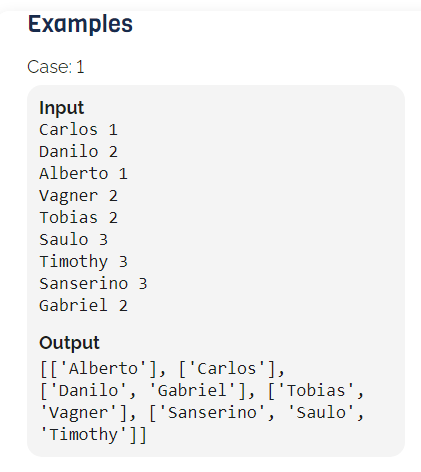 Examples
Case: 1
Input
Carlos 1
Danilo 2
Alberto 1
Vagner 2
Tobias 2
Saulo 3
Timothy 3
Sanserino 3
Gabriel 2
Output
[['Alberto'], ['Carlos'],
['Danilo', 'Gabriel'], ['Tobias',
'Vagner'], ['Sanserino', 'Saulo',
'Timothy']]